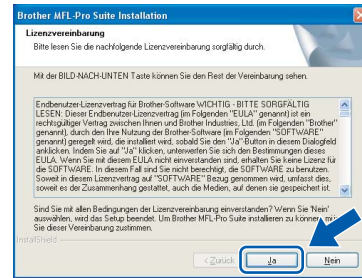 Brother MFL-Pro Suite Installation
Lizenzvereinbarung
Bitte lesen Sie die nachfolgende Lizenzvereinbarung sorgfältig durch.
Mit der BILD-NACH-UNTEN Taste können Sie den Rest der Vereinbarung sehen.
Endbenutzer-Lizenzvertrag für Brother-Software WICHTIG - BITTE SORGFÄLTIG
LESEN: Dieser Endbenutzer-Lizenzvertrag (im Folgenden "EULA" genannt) ist ein
rechtsgültiger Vertrag zwischen Ihnen und Brother Industries, Ltd. (im Folgenden "Brother"
genannt), durch den Ihre Nutzung der Brother-Software (im Folgenden "SOFTWARE"
genannt) geregelt wird, die installiert wird, sobald Sie den "Ja"-Button in diesem Dialogfeld
anklicken. Indem Sie auf "Ja" klicken, unterwerfen Sie sich den Bestimmungen dieses
EULA. Wenn Sie mit diesem EULA nicht einverstanden sind, erhalten Sie keine Lizenz für
die SOFTWARE. In diesem Fall sind Sie nicht berechtigt, die SOFTWARE zu benutzen.
Soweit in diesem Lizenzvertrag auf "SOFTWARE" Bezug genommen wird, umfasst dies,
soweit es der Zusammenhang gestattet, auch die Medien, auf denen sie gespeichert ist.
Sind Sie mit allen Bedingungen der Lizenzvereinbarung einverstanden? Wenn Sie 'Nein'
auswählen, wird das Setup beendet. Um Brother MFL-Pro Suite installieren zu können,
Sie dieser Vereinbarung zustimmen.
InstallShield
< Zurück
Ja
Nein